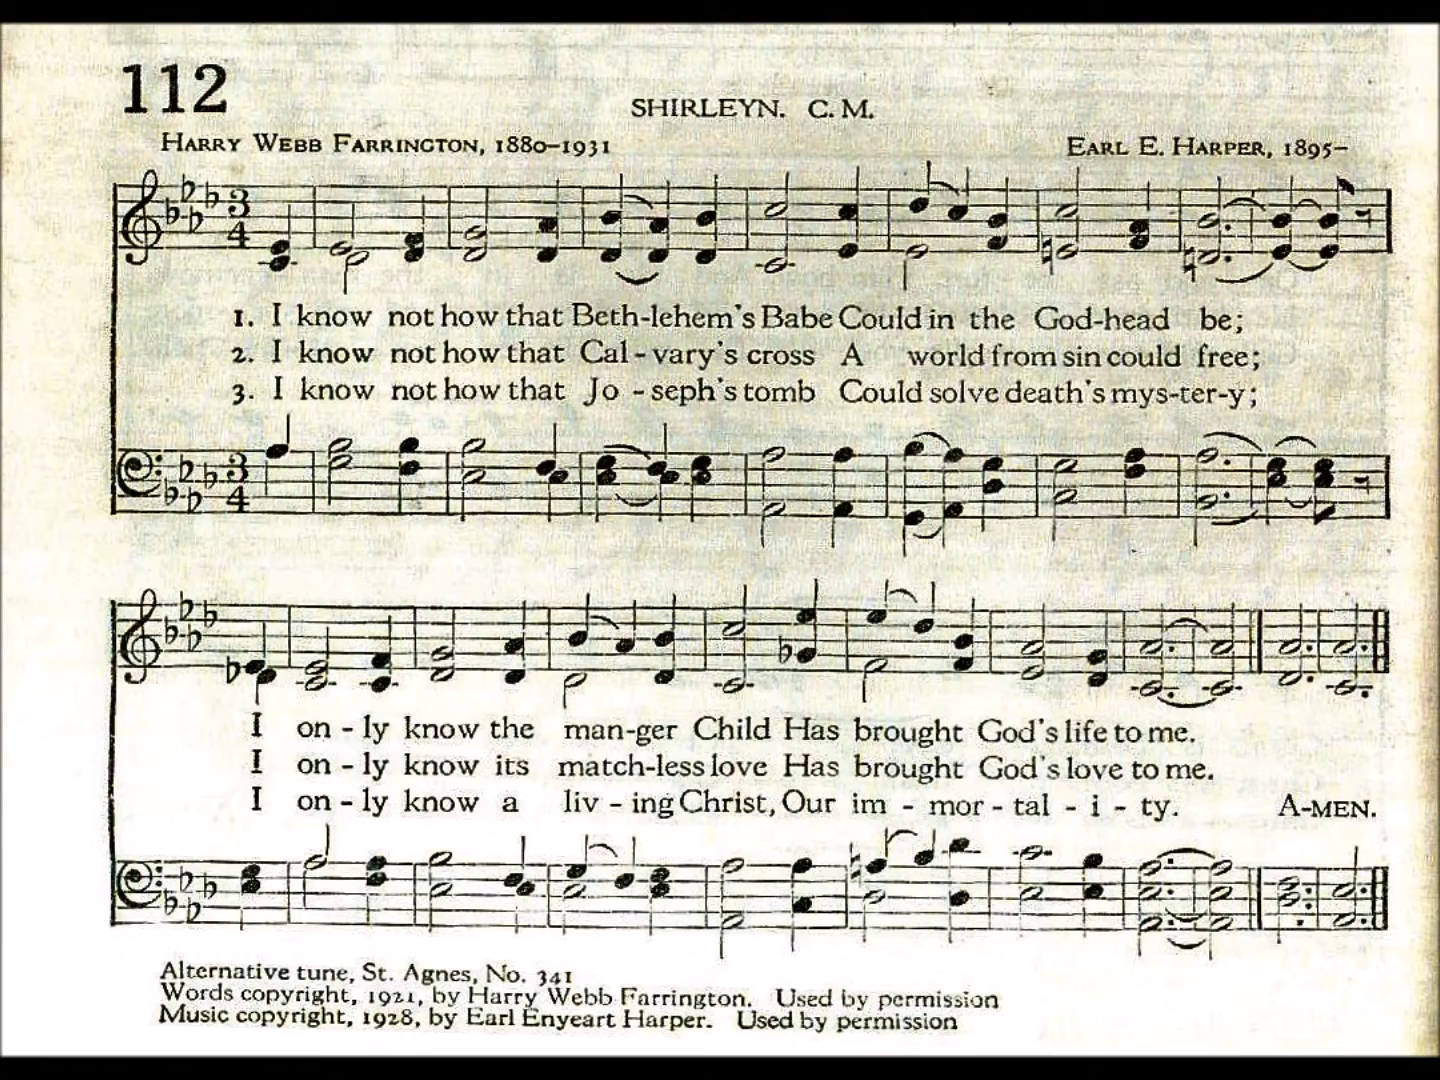 112
SHIRLEYN. C. M.
HARRY WEBB FARRINGTON, 1880–1931 EARL E. HARPER, 1895–
1. I know not how that Beth-lehem's Babe Could in the God-head be;
2. I know not how that Cal - vary's cross A world from sin could free;
3. I know not how that Jo - seph's tomb Could solve death's mys-ter-y;
I on - ly know the man-ger Child Has brought God's life to me.
I on - ly know its match-less love Has brought God's love to me.
I on - ly know a liv - ing Christ, Our im - mor - tal - i - ty. A-MEN.
Alternative tune, St. Agnes, No. 341
Words copyright, 1921, by Harry Webb Farrington. Used by permission
Music copyright, 1928, by Earl Enyeart Harper. Used by permission